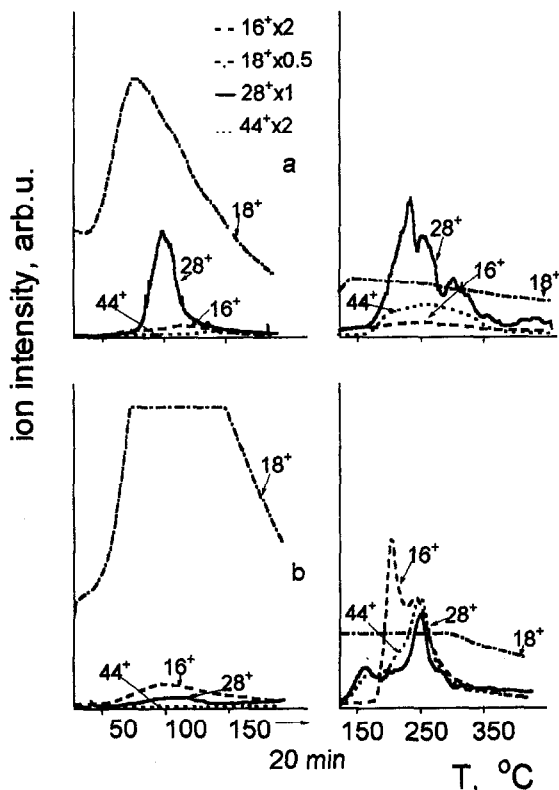 16⁺x2
18⁺x0.5
28⁺x1
44⁺x2
a
18⁺
28⁺
44⁺
16⁺
28⁺
16⁺
44⁺
18⁺
ion intensity, arb.u.
18⁺
b
16⁺
44⁺
28⁺
16⁺
44⁺
28⁺
18⁺
50 100 150
20 min
150 250 350
T, °C